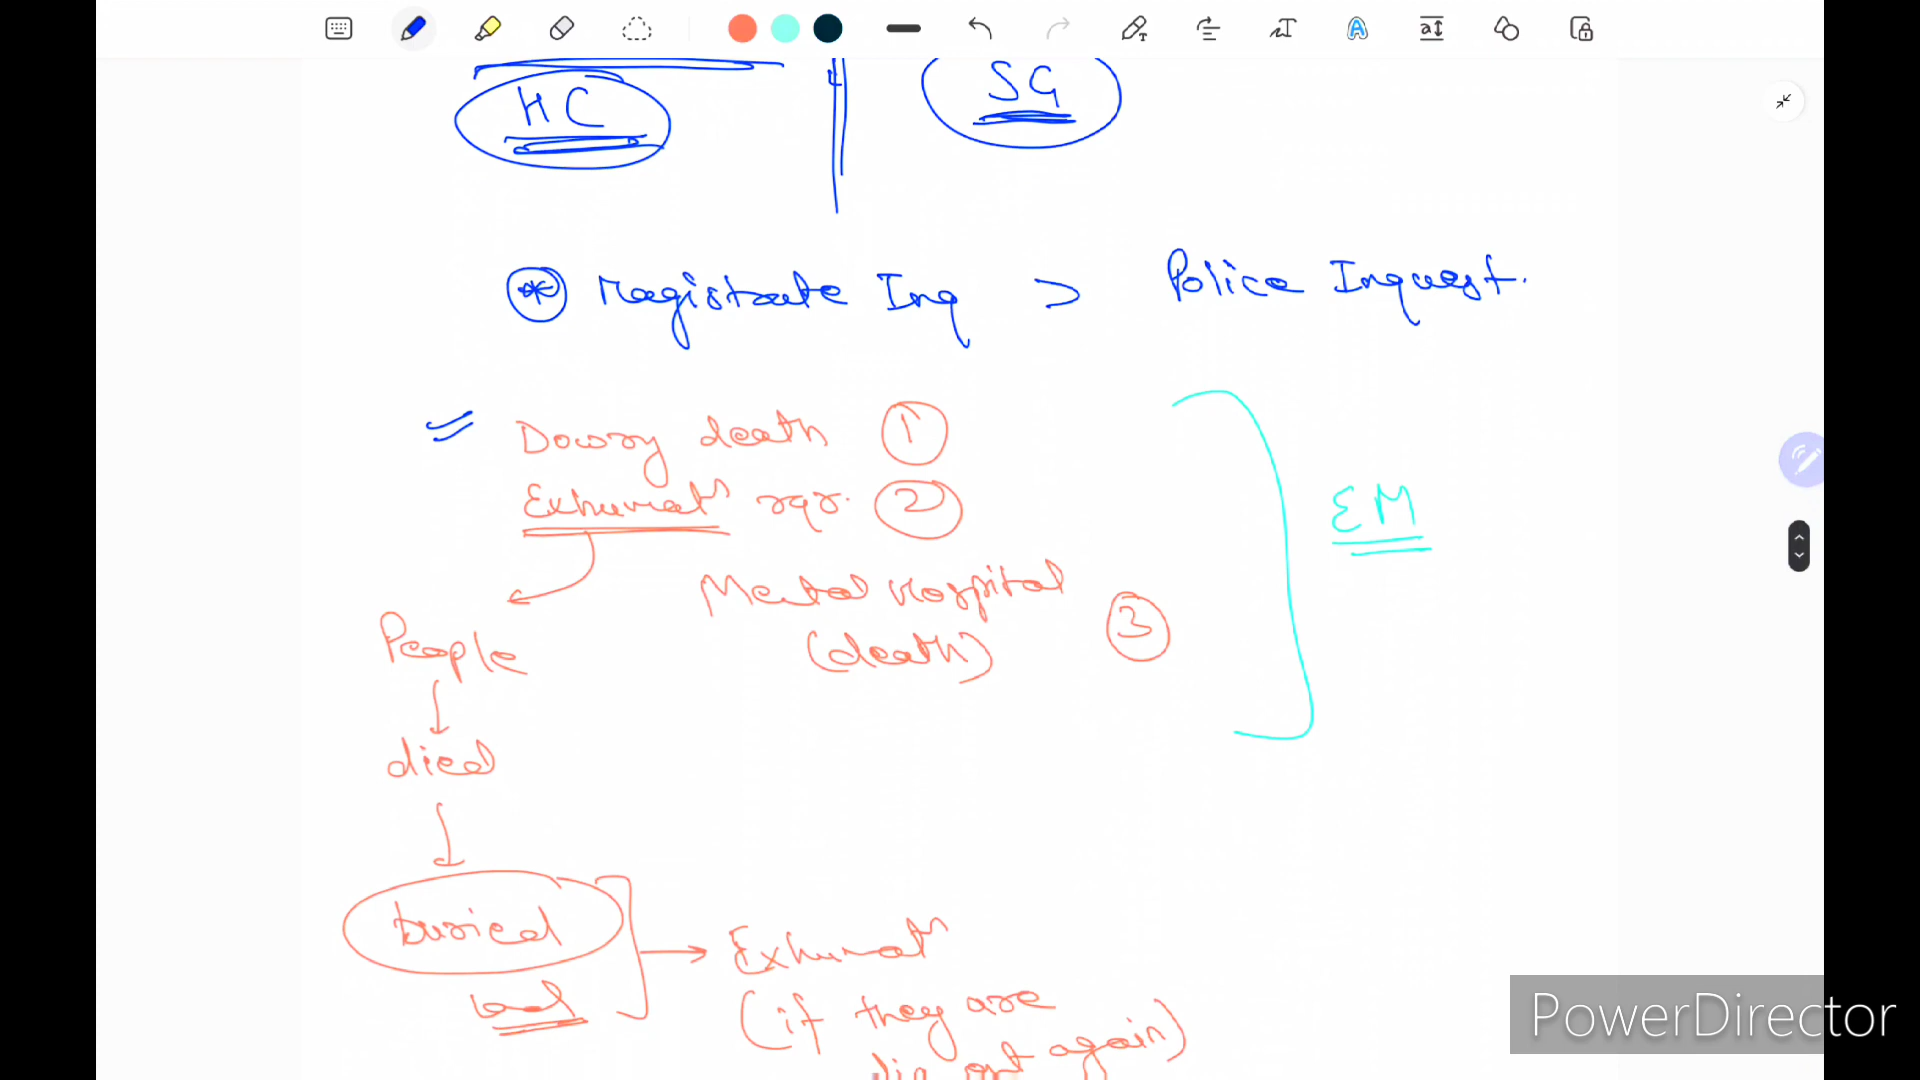 HC
SG
* Magistrate Inq > Police Inquest.
Dowry death 1
Exhumatⁿ rqr. 2
Mental Hospital
(death) 3
EM
People
died
buried
Exhumatⁿ
(if they are
dig out again)
PowerDirector